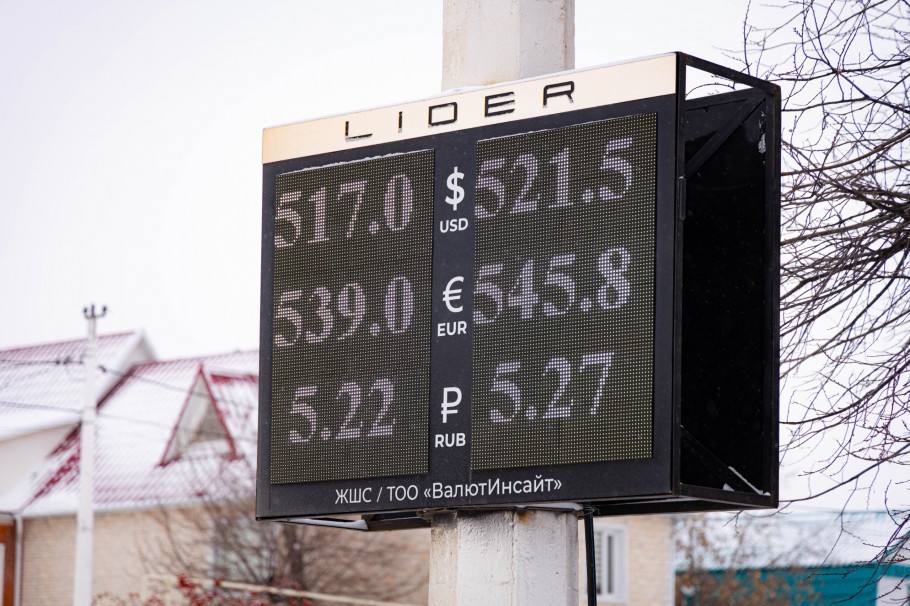 LIDER
517.0 $ 521.5
USD
539.0 € 545.8
EUR
5.22 ₽ 5.27
RUB
ЖШС / ТОО «ВалютИнсайт»